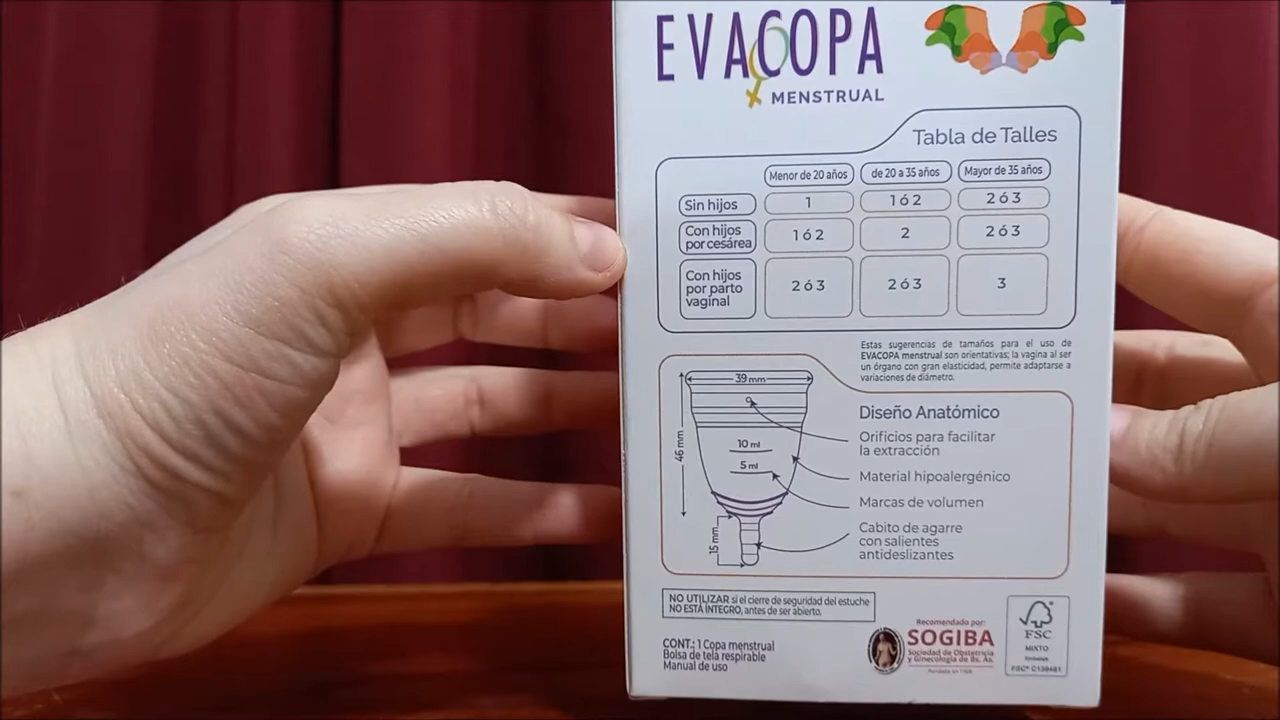 EVACOPA
MENSTRUAL
Tabla de Talles
Menor de 20 años de 20 a 35 años Mayor de 35 años
Sin hijos 1 1 ó 2 2 ó 3
Con hijos
por cesárea 1 ó 2 2 2 ó 3
Con hijos
por parto
vaginal 2 ó 3 2 ó 3 3
Estas sugerencias de tamaños para el uso de
EVACOPA menstrual son orientativas; la vagina al ser
un órgano con gran elasticidad, permite adaptarse a
variaciones de diámetro.
39 mm
46 mm
10 ml
5 ml
15 mm
Diseño Anatómico
Orificios para facilitar
la extracción
Material hipoalergénico
Marcas de volumen
Cabito de agarre
con salientes
antideslizantes
NO UTILIZAR si el cierre de seguridad del estuche
NO ESTÁ ÍNTEGRO, antes de ser abierto.
CONT.: 1 Copa menstrual
Bolsa de tela respirable
Manual de uso
Recomendado por:
SOGIBA
Sociedad de Obstetricia
y Ginecología de Bs. As.
FSC
MIXTO
Embalaje